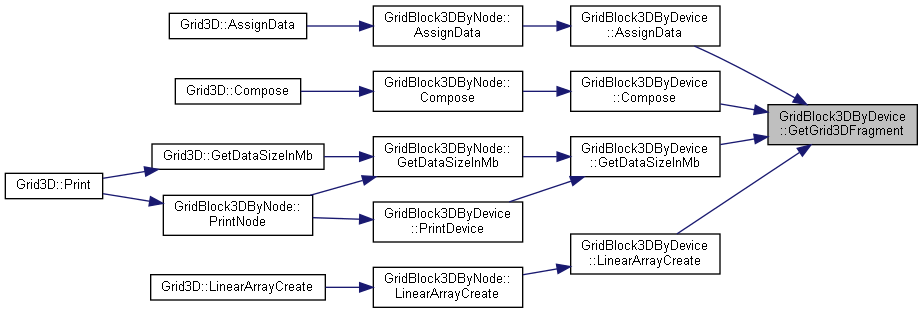 Grid3D::AssignData
GridBlock3DByNode::
AssignData
GridBlock3DByDevice
::AssignData
Grid3D::Compose
GridBlock3DByNode::
Compose
GridBlock3DByDevice
::Compose
GridBlock3DByDevice
::GetGrid3DFragment
Grid3D::Print
Grid3D::GetDataSizeInMb
GridBlock3DByNode::
GetDataSizeInMb
GridBlock3DByDevice
::GetDataSizeInMb
GridBlock3DByNode::
PrintNode
GridBlock3DByDevice
::PrintDevice
Grid3D::LinearArrayCreate
GridBlock3DByNode::
LinearArrayCreate
GridBlock3DByDevice
::LinearArrayCreate